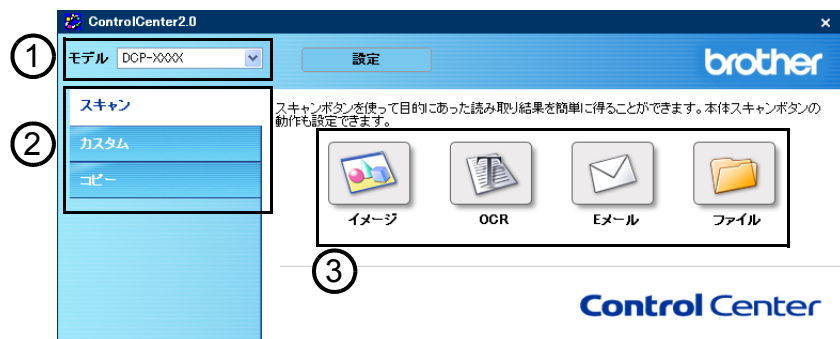 ControlCenter2.0
①
モデル DCP-XXXX
設定
brother
スキャン
スキャンボタンを使って目的にあった読み取り結果を簡単に得ることができます。本体スキャンボタンの
動作も設定できます。
②
カスタム
コピー
イメージ
OCR
Eメール
ファイル
③
Control Center